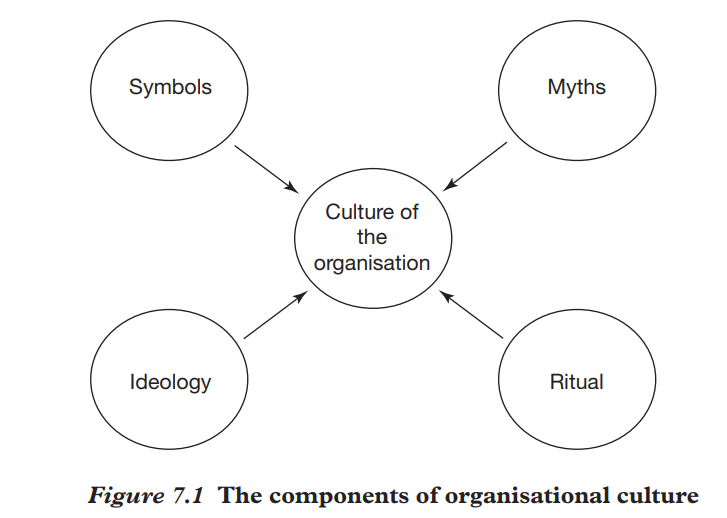 Symbols
Myths
Culture of
the
organisation
Ideology
Ritual
Figure 7.1 The components of organisational culture